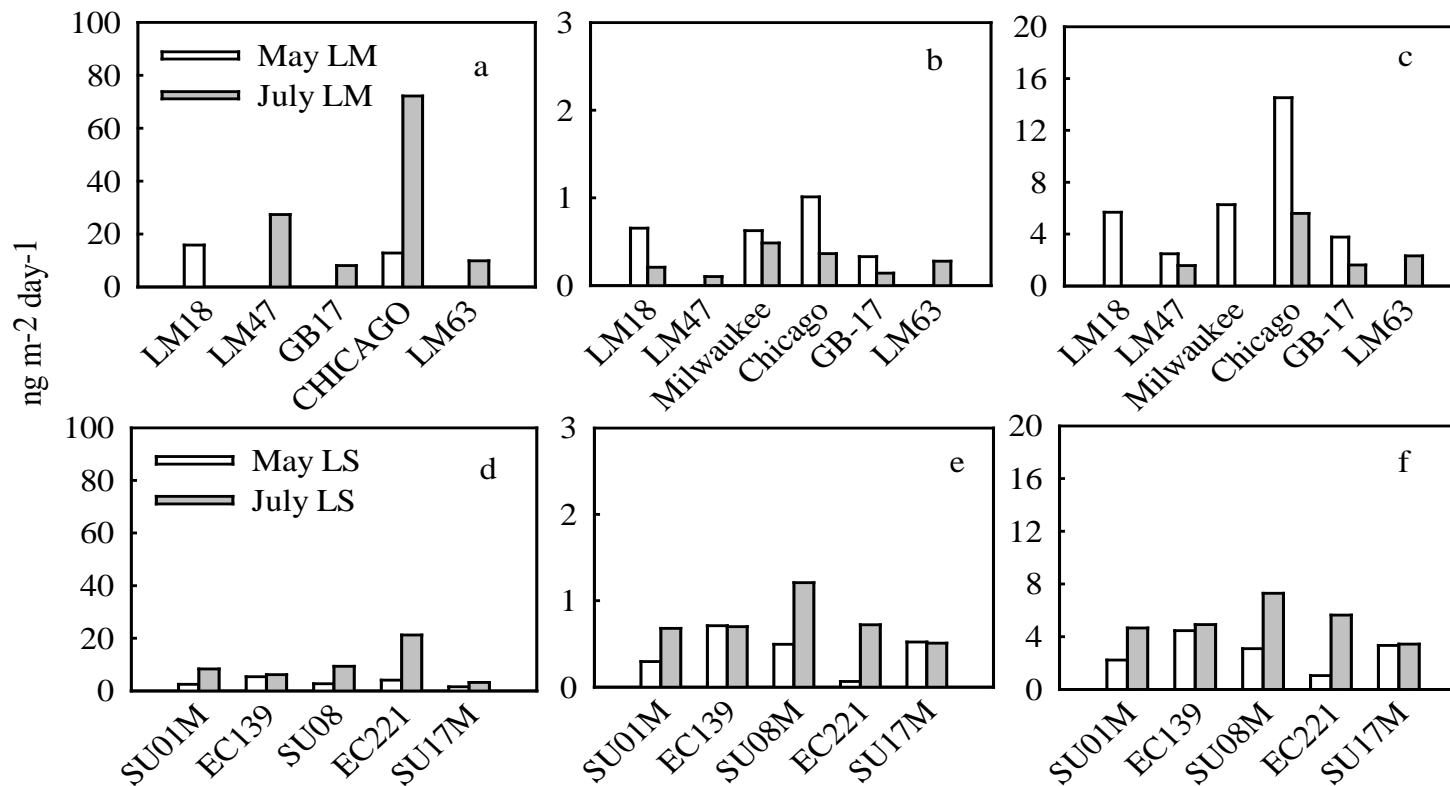 100
80
60
40
20
0
May LM
July LM
a
LM18
LM47
GB17
CHICAGO
LM63
3
2
1
0
b
LM18
LM47
Milwaukee
Chicago
GB-17
LM63
20
16
12
8
4
0
c
LM18
LM47
Milwaukee
Chicago
GB-17
LM63
ng m-2 day-1
100
80
60
40
20
0
May LS
July LS
d
SU01M
EC139
SU08
EC221
SU17M
3
2
1
0
e
SU01M
EC139
SU08M
EC221
SU17M
20
16
12
8
4
0
f
SU01M
EC139
SU08M
EC221
SU17M